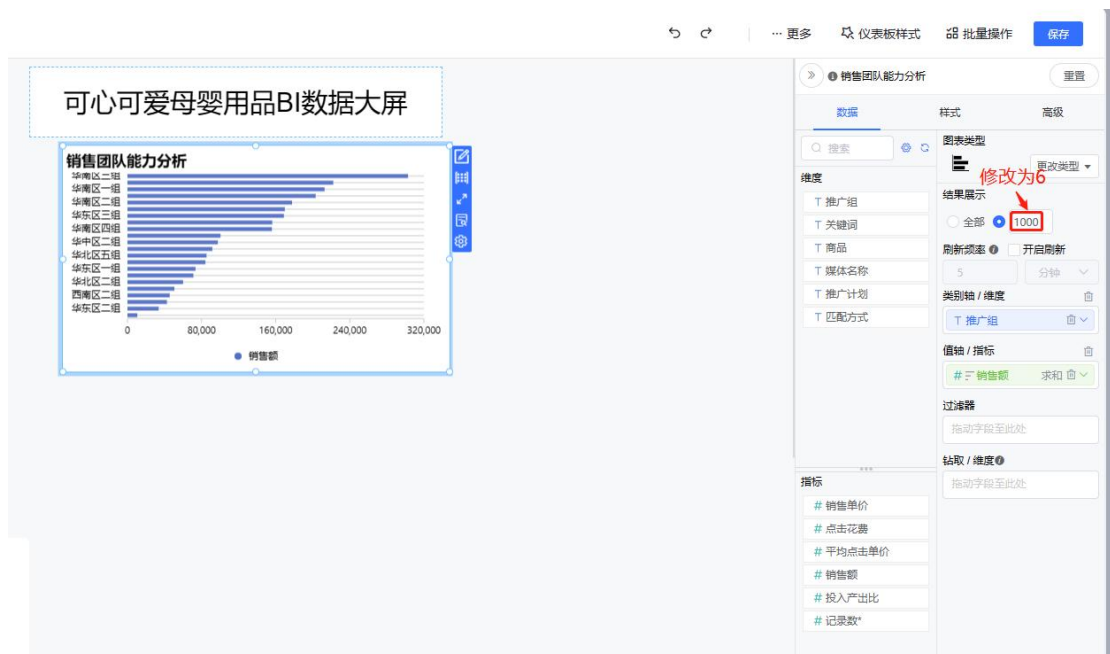 … 更多 仪表板样式 批量操作 保存
可心可爱母婴用品BI数据大屏
销售团队能力分析
华南区三组
华南区一组
华南区二组
华东区三组
华南区四组
华中区二组
华北区五组
华东区一组
华北区二组
西南区二组
华东区二组
0 80,000 160,000 240,000 320,000
销售额
销售团队能力分析 重置
数据 样式 高级
搜索
维度
T 推广组
T 关键词
T 商品
T 媒体名称
T 推广计划
T 匹配方式
指标
# 销售单价
# 点击花费
# 平均点击单价
# 销售额
# 投入产出比
# 记录数*
图表类型
更改类型
修改为6
结果展示
全部 1000
刷新频率 开启刷新
5 分钟
类别轴 / 维度
T 推广组
值轴 / 指标
# 销售额 求和
过滤器
拖动字段至此处
钻取 / 维度
拖动字段至此处